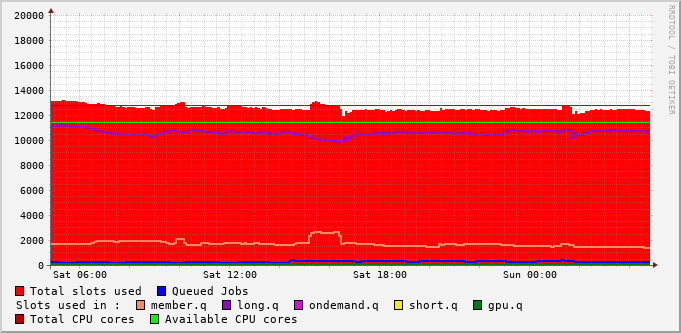 20000
18000
16000
14000
12000
10000
8000
6000
4000
2000
0
Sat 06:00 Sat 12:00 Sat 18:00 Sun 00:00
RRDTOOL / TOBI OETIKER
Total slots used Queued Jobs
Slots used in : member.q long.q ondemand.q short.q gpu.q
Total CPU cores Available CPU cores